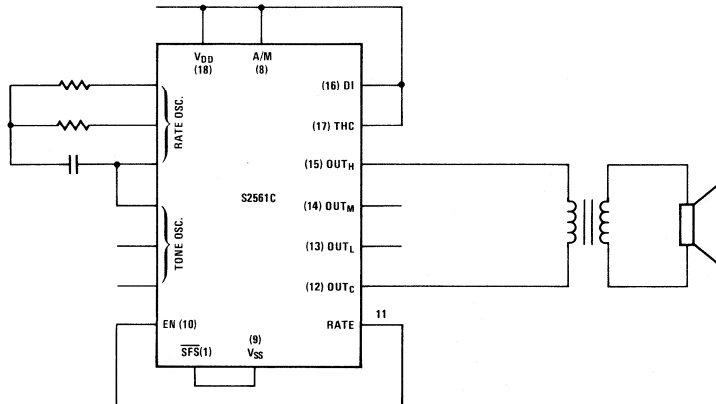 VDD
(18)
A/M
(8)
(16) DI
(17) THC
(15) OUTH
(14) OUTM
(13) OUTL
(12) OUTC
RATE
11
RATE OSC.
TONE OSC.
S2561C
EN (10)
SFS(1)
(9)
VSS